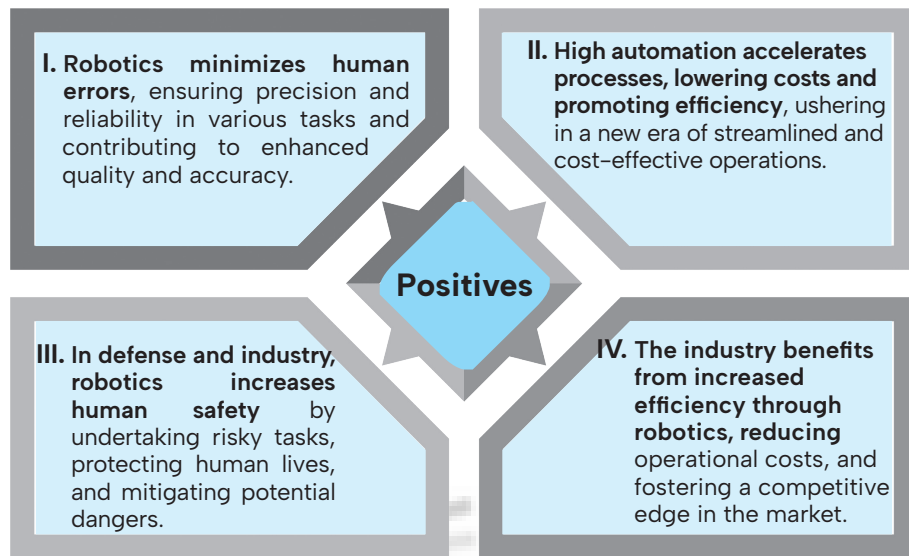 I. Robotics minimizes human
errors, ensuring precision and
reliability in various tasks and
contributing to enhanced
quality and accuracy.
II. High automation accelerates
processes, lowering costs and
promoting efficiency, ushering
in a new era of streamlined and
cost-effective operations.
Positives
III. In defense and industry,
robotics increases
human safety by
undertaking risky tasks,
protecting human lives,
and mitigating potential
dangers.
IV. The industry benefits
from increased
efficiency through
robotics, reducing
operational costs, and
fostering a competitive
edge in the market.